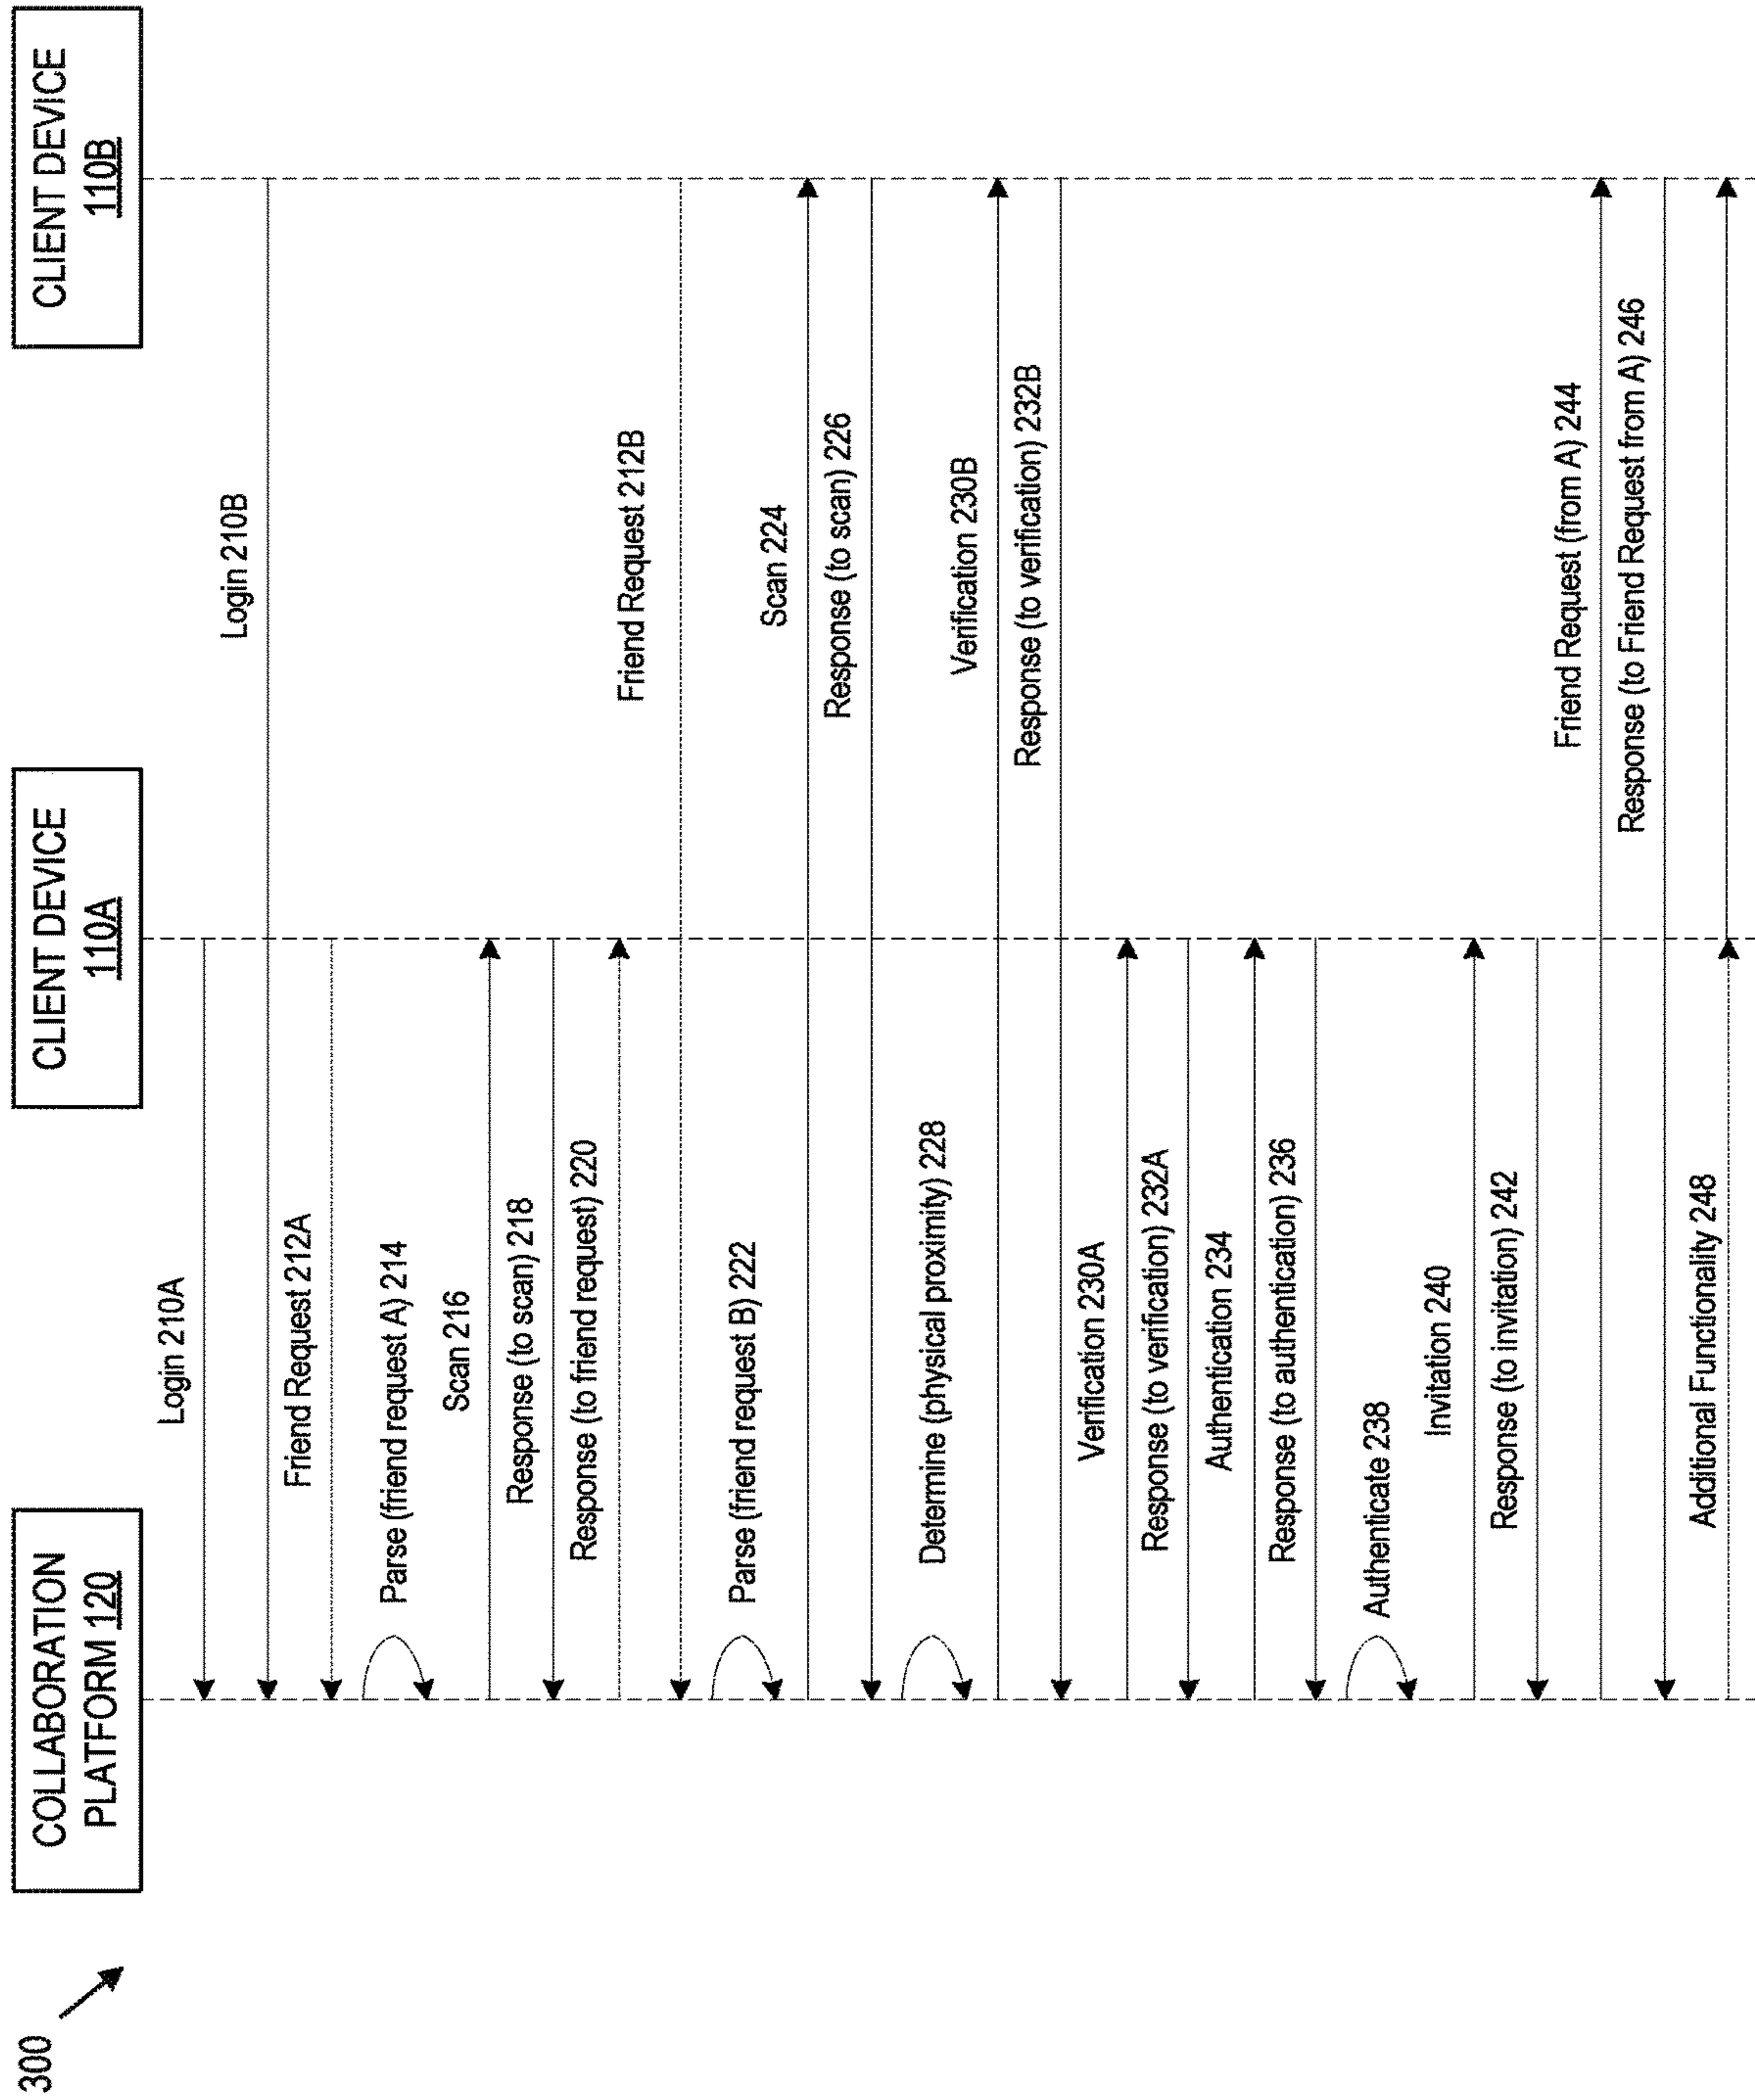 300
COLLABORATION
PLATFORM 120
CLIENT DEVICE
110A
CLIENT DEVICE
110B
Login 210A
Login 210B
Friend Request 212A
Parse (friend request A) 214
Scan 216
Response (to scan) 218
Response (to friend request) 220
Friend Request 212B
Parse (friend request B) 222
Scan 224
Response (to scan) 226
Determine (physical proximity) 228
Verification 230B
Response (to verification) 232B
Verification 230A
Response (to verification) 232A
Authentication 234
Response (to authentication) 236
Authenticate 238
Invitation 240
Response (to invitation) 242
Friend Request (from A) 244
Response (to Friend Request from A) 246
Additional Functionality 248